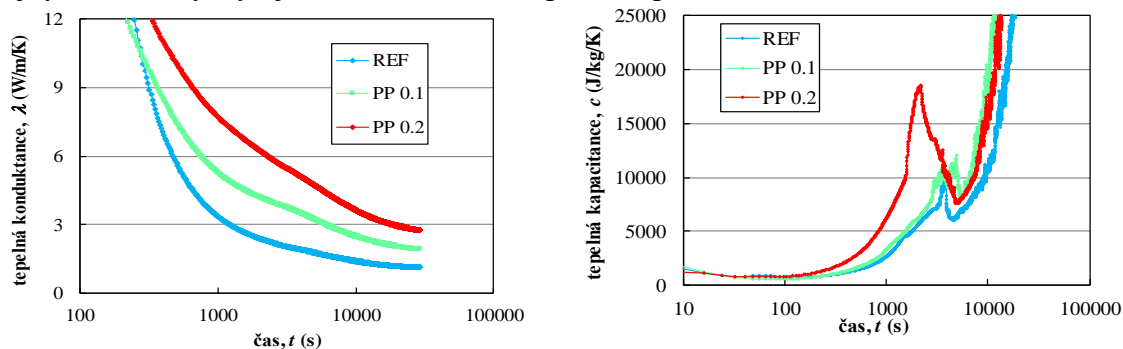 12
9
6
3
0
100
1000
10000
100000
tepelná konduktance, λ (W/m/K)
čas, t (s)
REF
PP 0.1
PP 0.2
25000
20000
15000
10000
5000
0
10
100
1000
10000
100000
tepelná kapacitance, c (J/kg/K)
čas, t (s)
REF
PP 0.1
PP 0.2